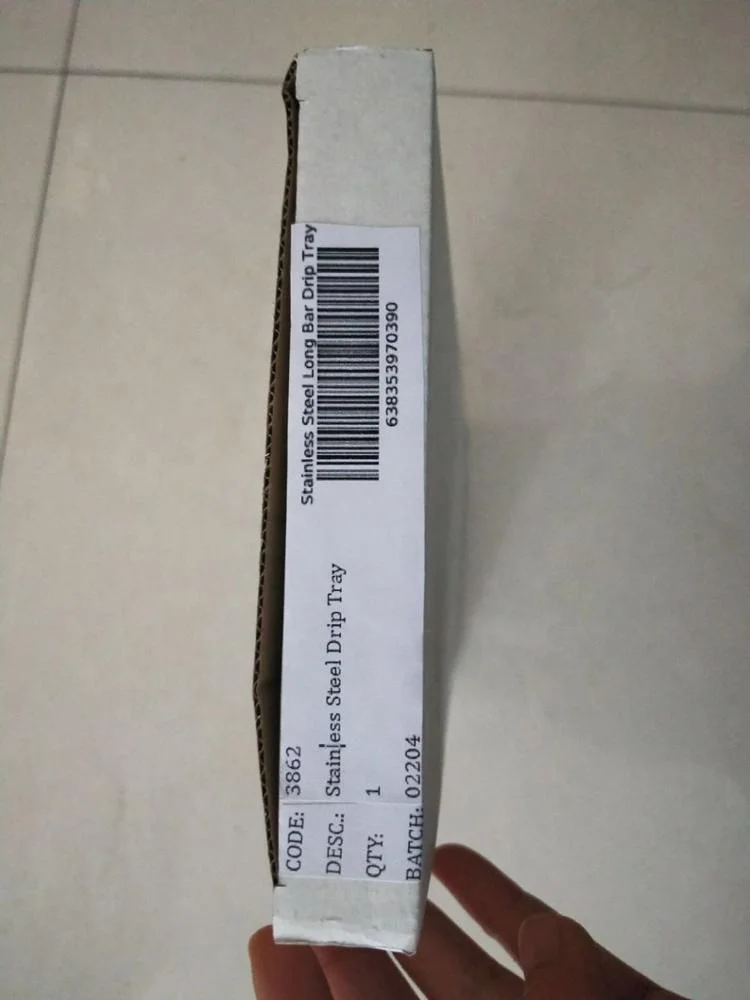 CODE: 3862
DESC.: Stainless Steel Drip Tray
QTY: 1
BATCH: 02204
Stainless Steel Long Bar Drip Tray
638353970390